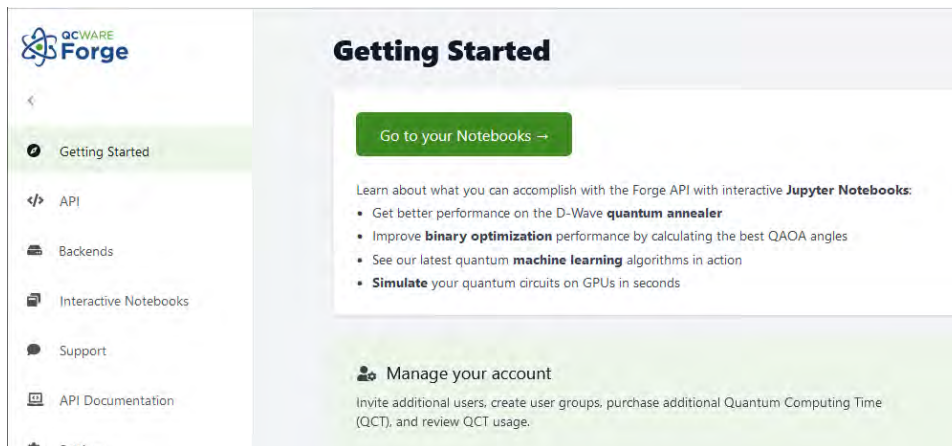 QCWARE
Forge
Getting Started
API
Backends
Interactive Notebooks
Support
API Documentation
Getting Started
Go to your Notebooks →
Learn about what you can accomplish with the Forge API with interactive Jupyter Notebooks:
• Get better performance on the D-Wave quantum annealer
• Improve binary optimization performance by calculating the best QAOA angles
• See our latest quantum machine learning algorithms in action
• Simulate your quantum circuits on GPUs in seconds
Manage your account
Invite additional users, create user groups, purchase additional Quantum Computing Time
(QCT), and review QCT usage.